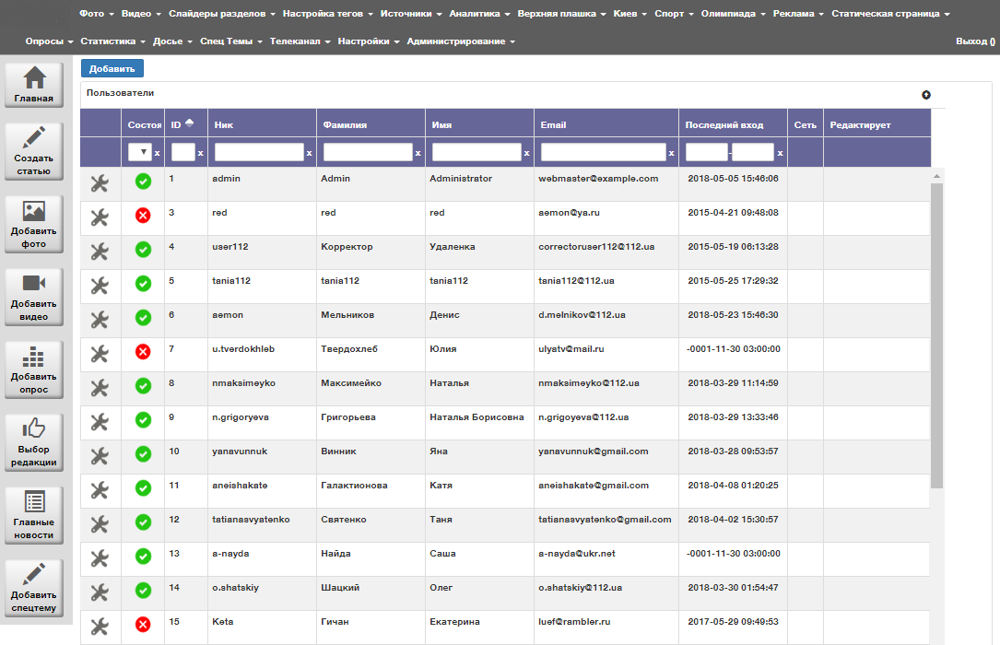 Фото Видео Слайдеры разделов Настройка тегов Источники Аналитика Верхняя плашка Киев Спорт Олимпиада Реклама Статическая страница
Опросы Статистика Досье Спец Темы Телеканал Настройки Администрирование Выход ()
Главная
Создать
статью
Добавить
фото
Добавить
видео
Добавить
опрос
Выбор
редакции
Главные
новости
Добавить
спецтему
Добавить
Пользователи
Состоя ID Ник Фамилия Имя Email Последний вход Сеть Редактирует
x x x x x x - x
1 admin Admin Administrator webmaster@example.com 2018-05-05 15:46:06
3 red red red aemon@ya.ru 2015-04-21 09:48:08
4 user112 Корректор Удаленка correctoruser112@112.ua 2015-05-19 06:13:28
5 tania112 tania112 tania112 tania112@112.ua 2015-05-25 17:29:32
6 aemon Мельников Денис d.melnikov@112.ua 2018-05-23 15:46:30
7 u.tverdokhleb Твердохлеб Юлия ulyatv@mail.ru -0001-11-30 03:00:00
8 nmaksimeyko Максимейко Наталья nmaksimeyko@112.ua 2018-03-29 11:14:59
9 n.grigoryeva Григорьева Наталья Борисовна n.grigoyeva@112.ua 2018-03-29 13:33:46
10 yanavunnuk Винник Яна yanavunnuk@gmail.com 2018-03-28 09:53:57
11 aneishakate Галактионова Катя aneishakate@gmail.com 2018-04-08 01:20:25
12 tatianasvyatenko Святенко Таня tatianasvyatenko@gmail.com 2018-04-02 15:30:57
13 a-nayda Найда Саша a-nayda@ukr.net -0001-11-30 03:00:00
14 o.shatskiy Шацкий Олег o.shatskiy@112.ua 2018-03-30 01:54:47
15 Keta Гичан Екатерина luef@rambler.ru 2017-05-29 09:49:53